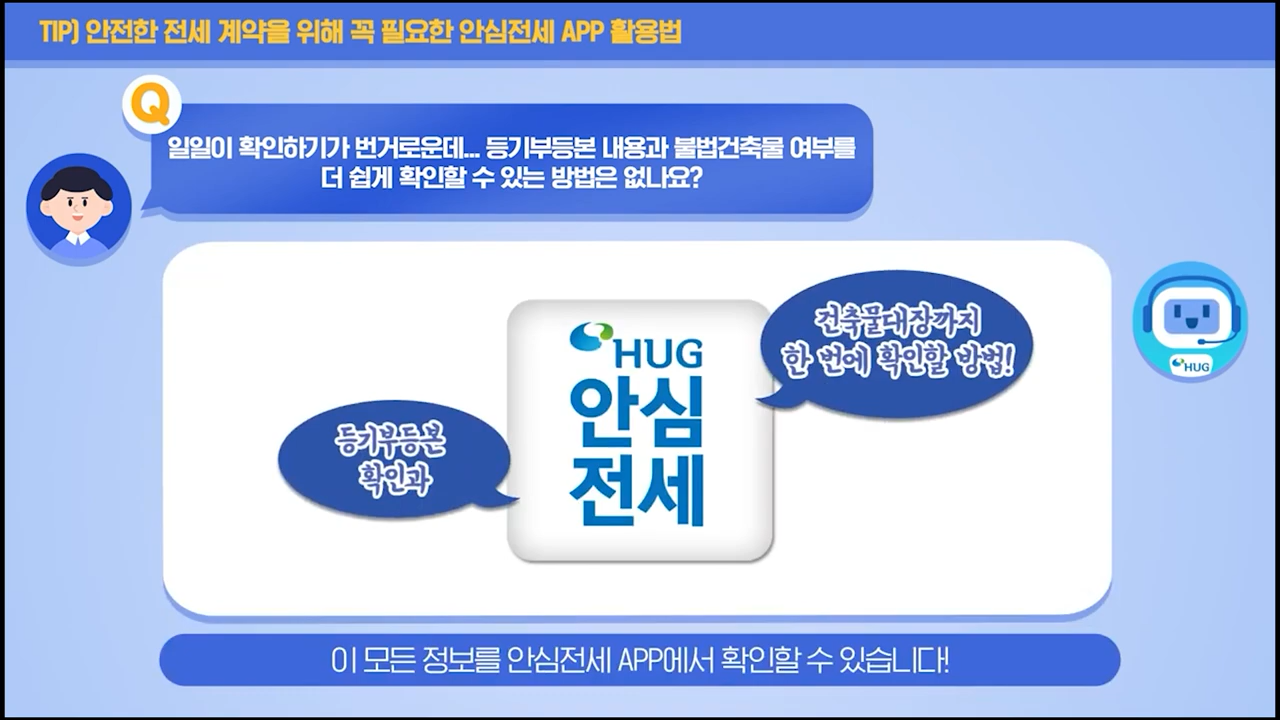 TIP) 안전한 전세 계약을 위해 꼭 필요한 안심전세 APP 활용법
Q
일일이 확인하기가 번거로운데... 등기부등본 내용과 불법건축물 여부를
더 쉽게 확인할 수 있는 방법은 없나요?
건축물대장까지
한 번에 확인할 방법!
HUG
안심
전세
HUG
등기부등본
확인과
이 모든 정보를 안심전세 APP에서 확인할 수 있습니다!